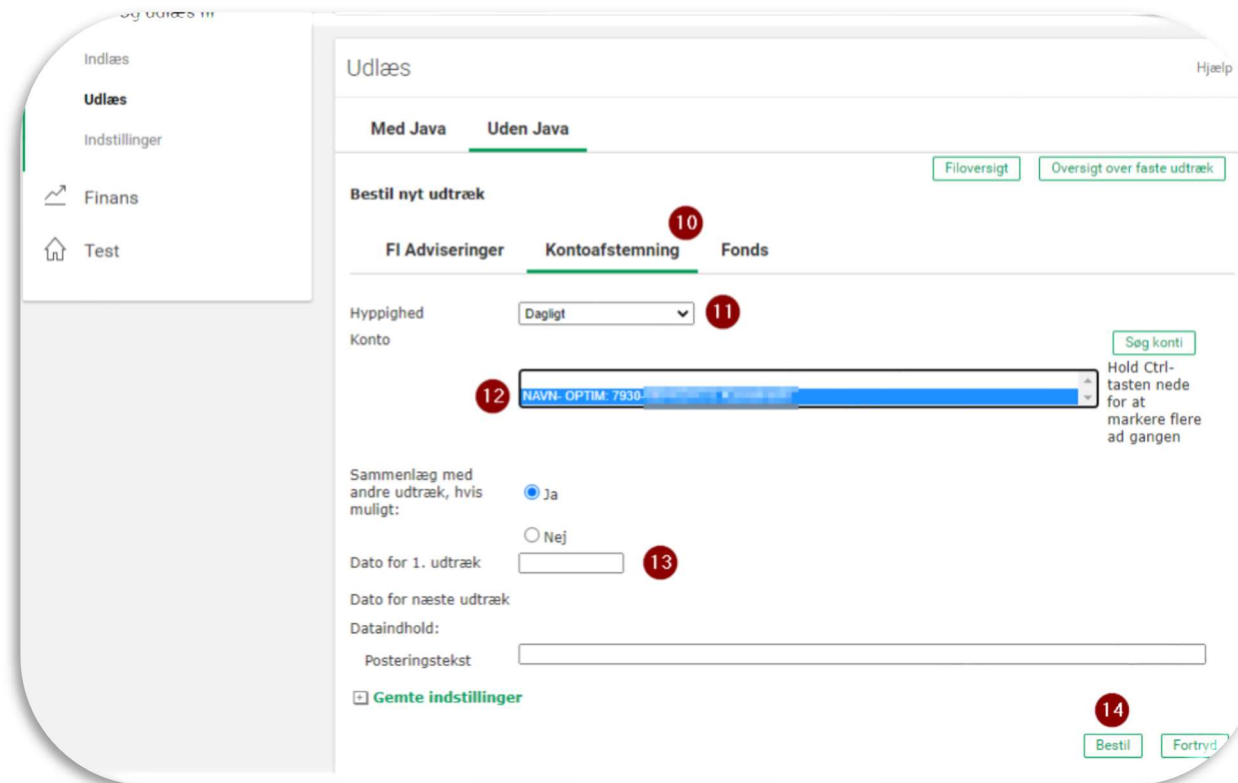 og udlæs fil
Indlæs
Udlæs
Indstillinger
Finans
Test
Udlæs
Hjælp
Med Java Uden Java
Filoversigt Oversigt over faste udtræk
Bestil nyt udtræk
10
FI Adviseringer Kontoafstemning Fonds
Hyppighed Dagligt 11
Konto
Søg konti
12 NAVN- OPTIM: 7930-
Hold Ctrl-
tasten nede
for at
markere flere
ad gangen
Sammenlæg med
andre udtræk, hvis
muligt:
Ja
Nej
Dato for 1. udtræk 13
Dato for næste udtræk
Dataindhold:
Posteringstekst
Gemte indstillinger
14
Bestil Fortryd